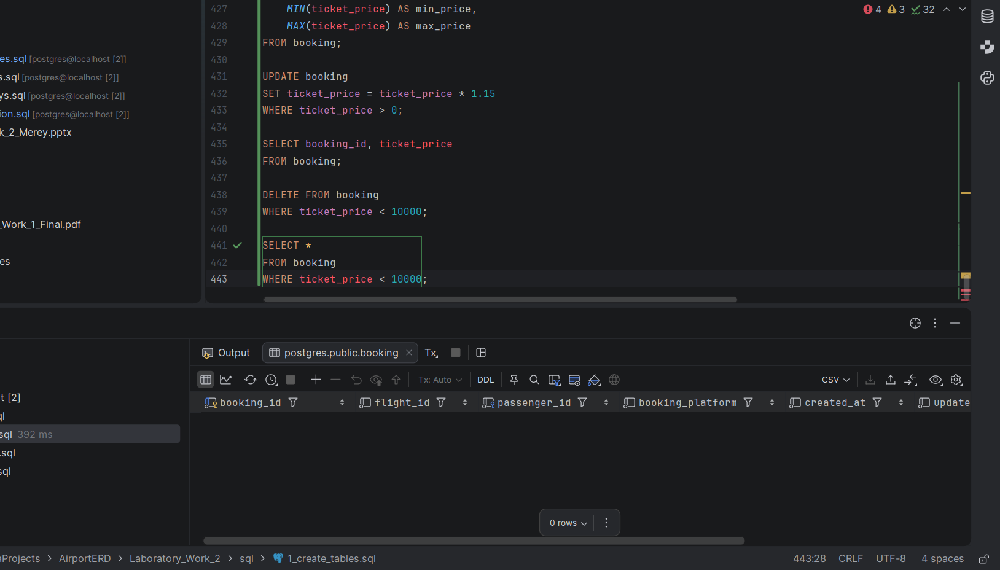 427 MIN(ticket_price) AS min_price,
428 MAX(ticket_price) AS max_price
429 FROM booking;
430
431 UPDATE booking
432 SET ticket_price = ticket_price * 1.15
433 WHERE ticket_price > 0;
434
435 SELECT booking_id, ticket_price
436 FROM booking;
437
438 DELETE FROM booking
439 WHERE ticket_price < 10000;
440
441 SELECT *
442 FROM booking
443 WHERE ticket_price < 10000;
4 3 32
es.sql [postgres@localhost [2]]
s.sql [postgres@localhost [2]]
ys.sql [postgres@localhost [2]]
ion.sql [postgres@localhost [2]]
k_2_Merey.pptx
_Work_1_Final.pdf
es
Output postgres.public.booking Tx
Tx: Auto DDL CSV
booking_id flight_id passenger_id booking_platform created_at update
t [2]
ql
sql 392 ms
.sql
sql
0 rows
aProjects > AirportERD > Laboratory_Work_2 > sql > 1_create_tables.sql
443:28 CRLF UTF-8 4 spaces